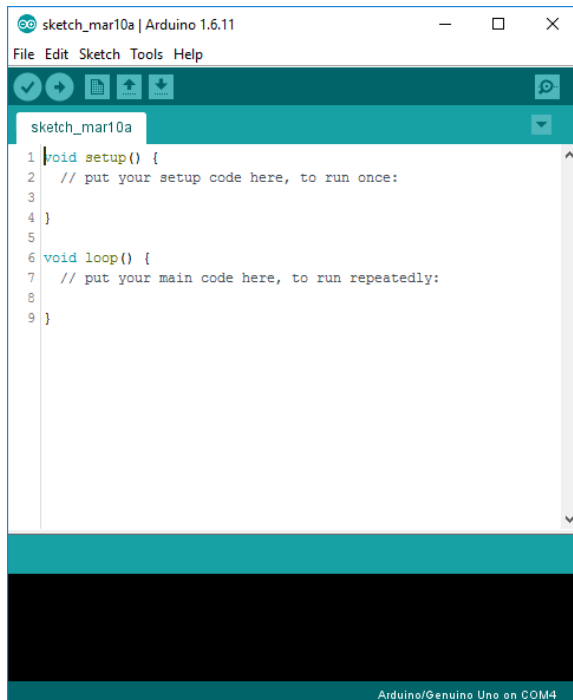 sketch_mar10a | Arduino 1.6.11
File Edit Sketch Tools Help
sketch_mar10a
1 void setup() {
2   // put your setup code here, to run once:
3
4 }
5
6 void loop() {
7   // put your main code here, to run repeatedly:
8
9 }
Arduino/Genuino Uno on COM4